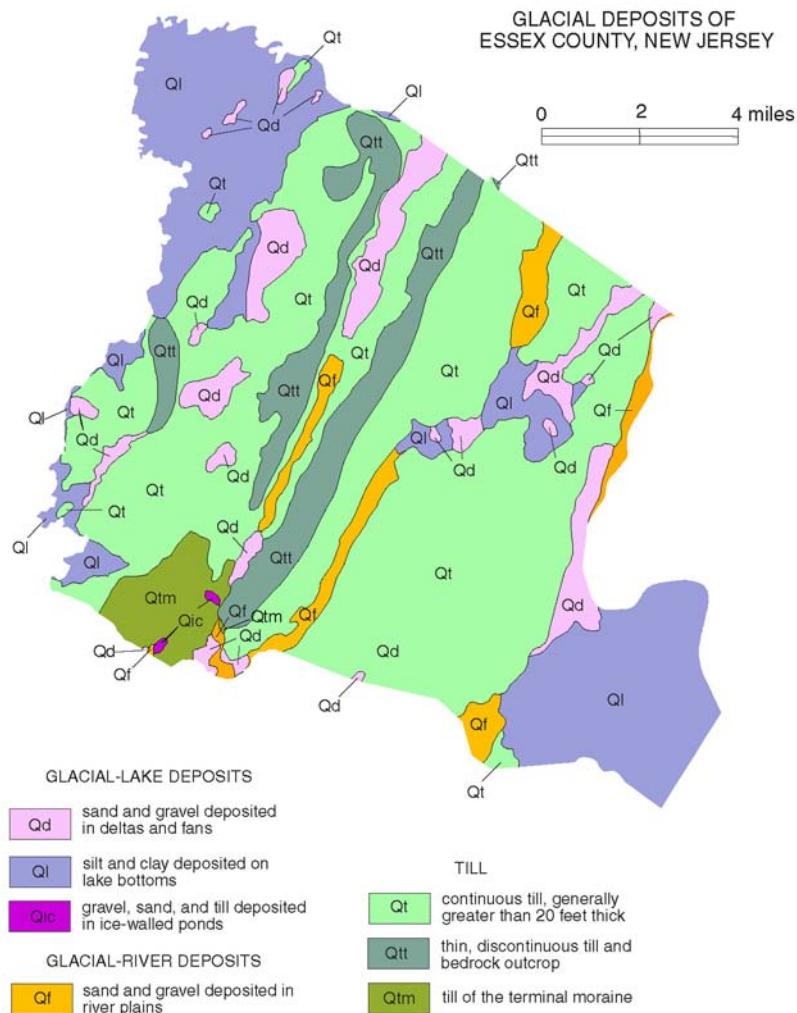 GLACIAL DEPOSITS OF
ESSEX COUNTY, NEW JERSEY
0 2 4 miles
Qt
Ql
Ql
Qd
Qtt
Qtt
Qt
Qd
Qtt
Qd
Qt
Qt
Qd
Qf
Qtt
Qt
Ql
Qt
Qd
Qf
Qt
Qd
Qd
Qtt
Ql
Qf
Ql
Qt
Qd
Ql
Qd
Qd
Qt
Qd
Qt
Qd
Ql
Ql
Qtt
Qt
Qtm
Qf
Qf
Qd
Qic
Qtm
Qd
Qd
Qd
Qf
Ql
Qd
Qf
Qt
GLACIAL-LAKE DEPOSITS
Qd sand and gravel deposited
in deltas and fans
Ql silt and clay deposited on
lake bottoms
Qic gravel, sand, and till deposited
in ice-walled ponds
GLACIAL-RIVER DEPOSITS
Qf sand and gravel deposited in
river plains
TILL
Qt continuous till, generally
greater than 20 feet thick
Qtt thin, discontinuous till and
bedrock outcrop
Qtm till of the terminal moraine